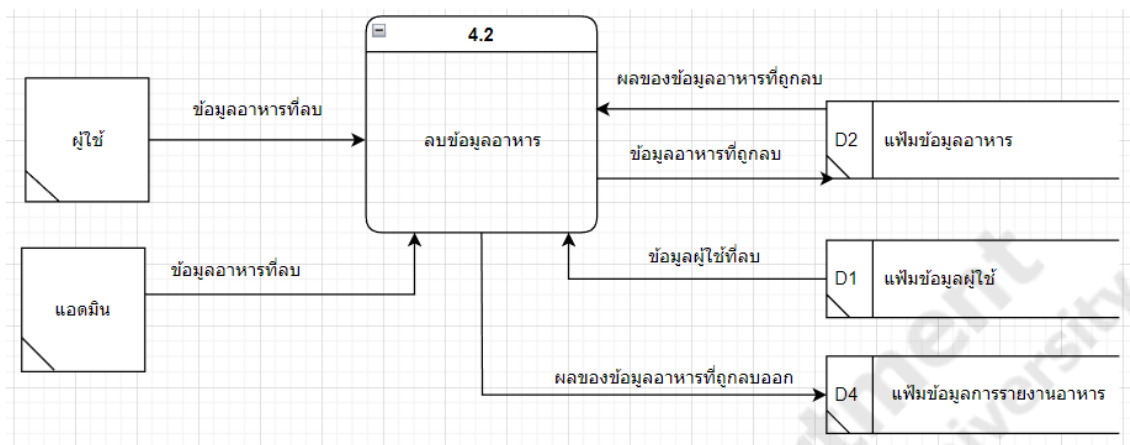 4.2
ผลของข้อมูลอาหารที่ถูกลบ
ข้อมูลอาหารที่ลบ
ผู้ใช้
ลบข้อมูลอาหาร
D2
แฟ้มข้อมูลอาหาร
ข้อมูลอาหารที่ถูกลบ
ข้อมูลผู้ใช้ที่ลบ
ข้อมูลอาหารที่ลบ
D1
แฟ้มข้อมูลผู้ใช้
แอดมิน
ผลของข้อมูลอาหารที่ถูกลบออก
D4
แฟ้มข้อมูลการรายงานอาหาร